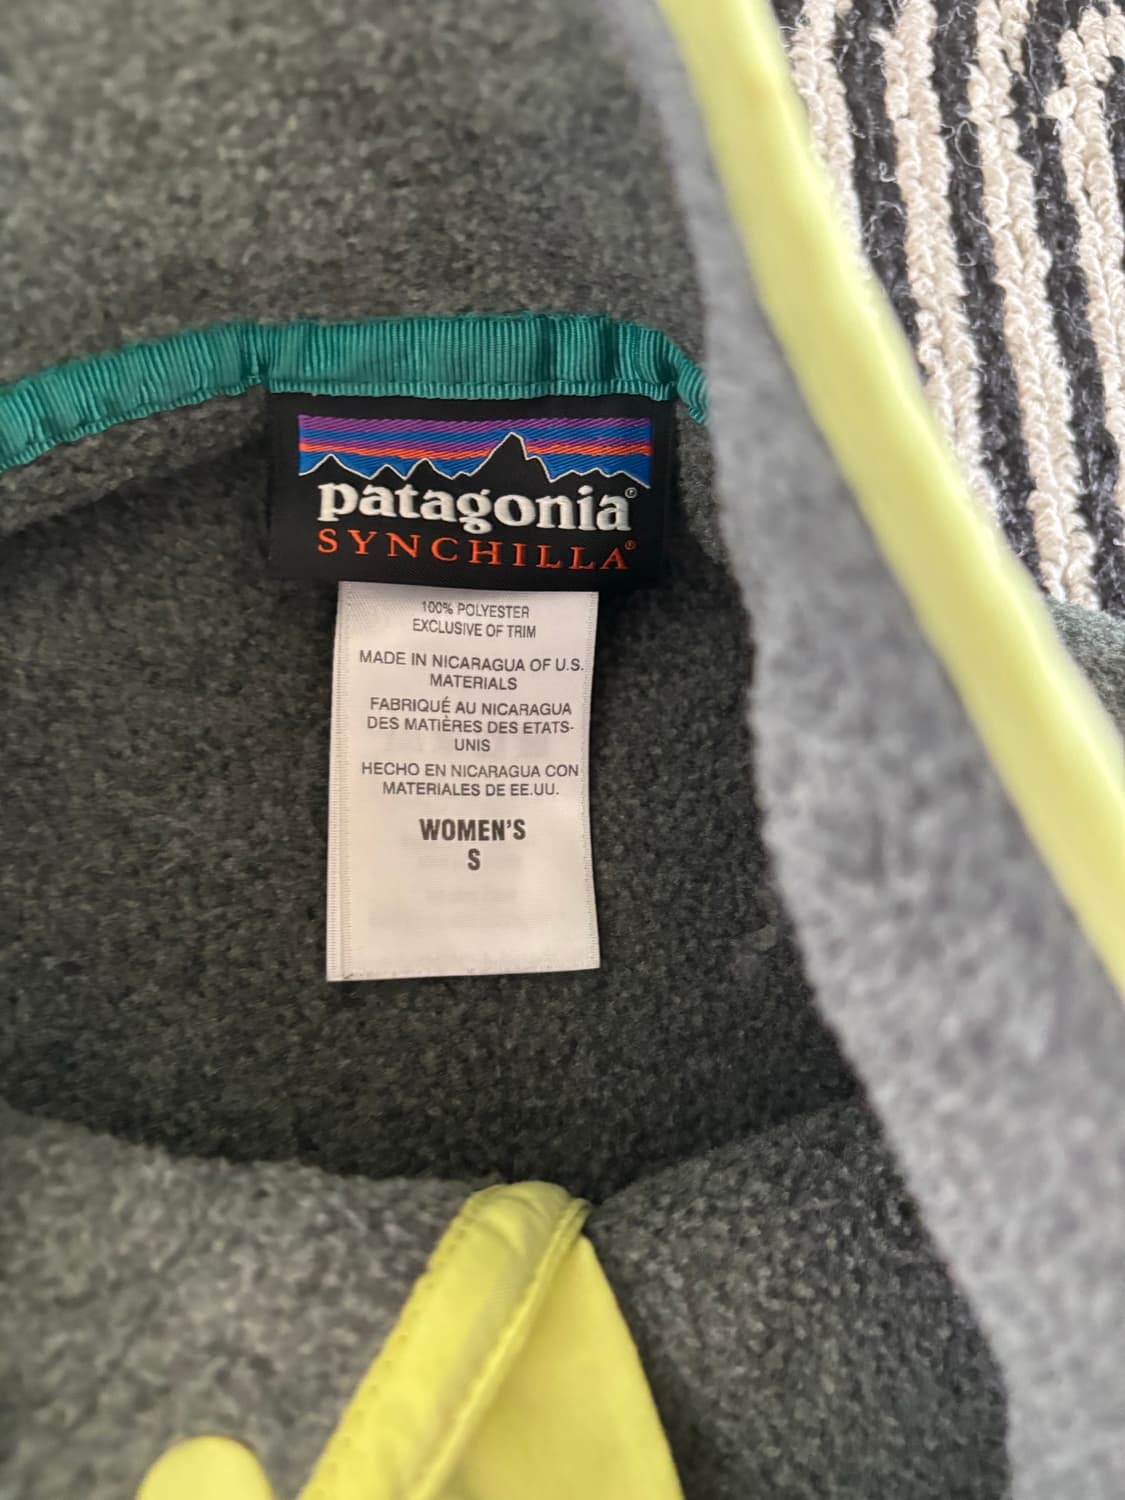 patagonia®
SYNCHILLA®
100% POLYESTER
EXCLUSIVE OF TRIM
MADE IN NICARAGUA OF U.S.
MATERIALS
FABRIQUÉ AU NICARAGUA
DES MATIÈRES DES ETATS-
UNIS
HECHO EN NICARAGUA CON
MATERIALES DE EE.UU.
WOMEN'S
S